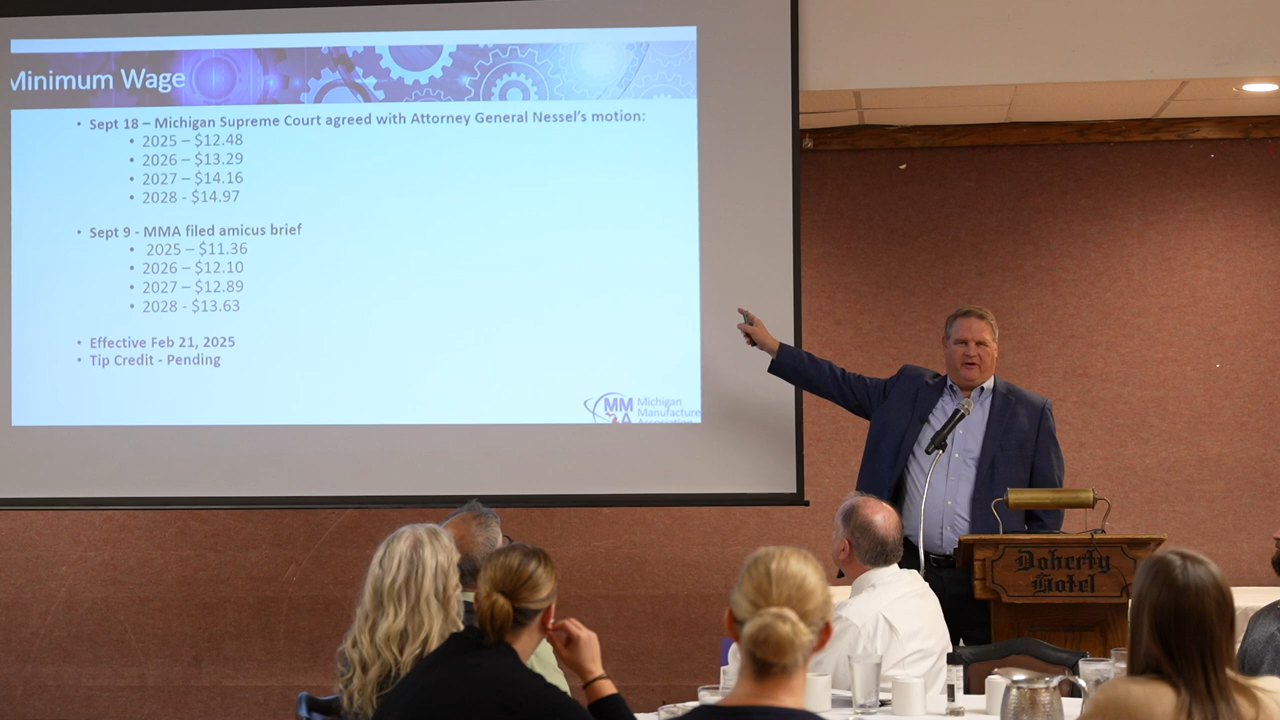 Minimum Wage
• Sept 18 – Michigan Supreme Court agreed with Attorney General Nessel's motion:
• 2025 – $12.48
• 2026 – $13.29
• 2027 – $14.16
• 2028 - $14.97
• Sept 9 - MMA filed amicus brief
• 2025 – $11.36
• 2026 – $12.10
• 2027 – $12.89
• 2028 - $13.63
• Effective Feb 21, 2025
• Tip Credit - Pending
MM
A
Michigan
Manufacture
Association
Doherty
Hotel